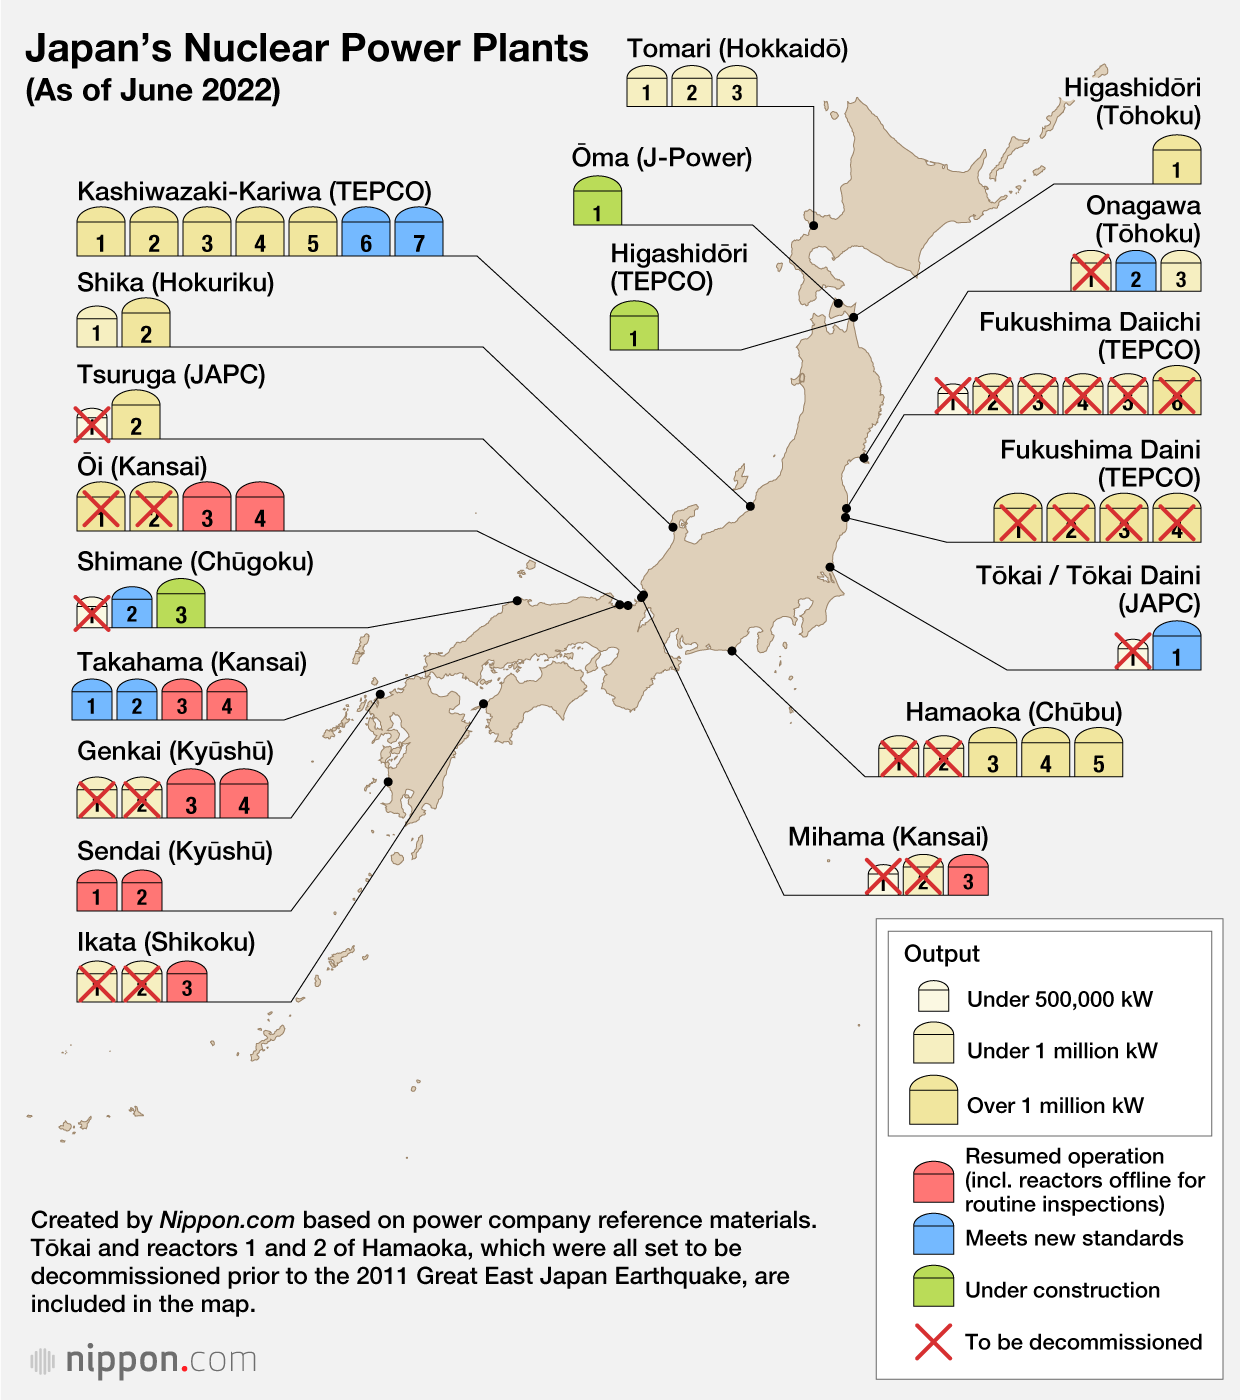 Japan's Nuclear Power Plants
(As of June 2022)
Tomari (Hokkaidō)
1 2 3
Higashidōri
(Tōhoku)
1
Ōma (J-Power)
1
Kashiwazaki-Kariwa (TEPCO)
1 2 3 4 5 6 7
Onagawa
(Tōhoku)
1 2 3
Higashidōri
(TEPCO)
1
Shika (Hokuriku)
1 2
Fukushima Daiichi
(TEPCO)
1 2 3 4 5 6
Tsuruga (JAPC)
1 2
Fukushima Daini
(TEPCO)
1 2 3 4
Ōi (Kansai)
1 2 3 4
Shimane (Chūgoku)
1 2 3
Tōkai / Tōkai Daini
(JAPC)
1 1
Takahama (Kansai)
1 2 3 4
Hamaoka (Chūbu)
1 2 3 4 5
Genkai (Kyūshū)
1 2 3 4
Mihama (Kansai)
1 2 3
Sendai (Kyūshū)
1 2
Ikata (Shikoku)
1 2 3
Output
Under 500,000 kW
Under 1 million kW
Over 1 million kW
Resumed operation
(incl. reactors offline for
routine inspections)
Meets new standards
Under construction
To be decommissioned
Created by Nippon.com based on power company reference materials.
Tōkai and reactors 1 and 2 of Hamaoka, which were all set to be
decommissioned prior to the 2011 Great East Japan Earthquake, are
included in the map.
nippon.com